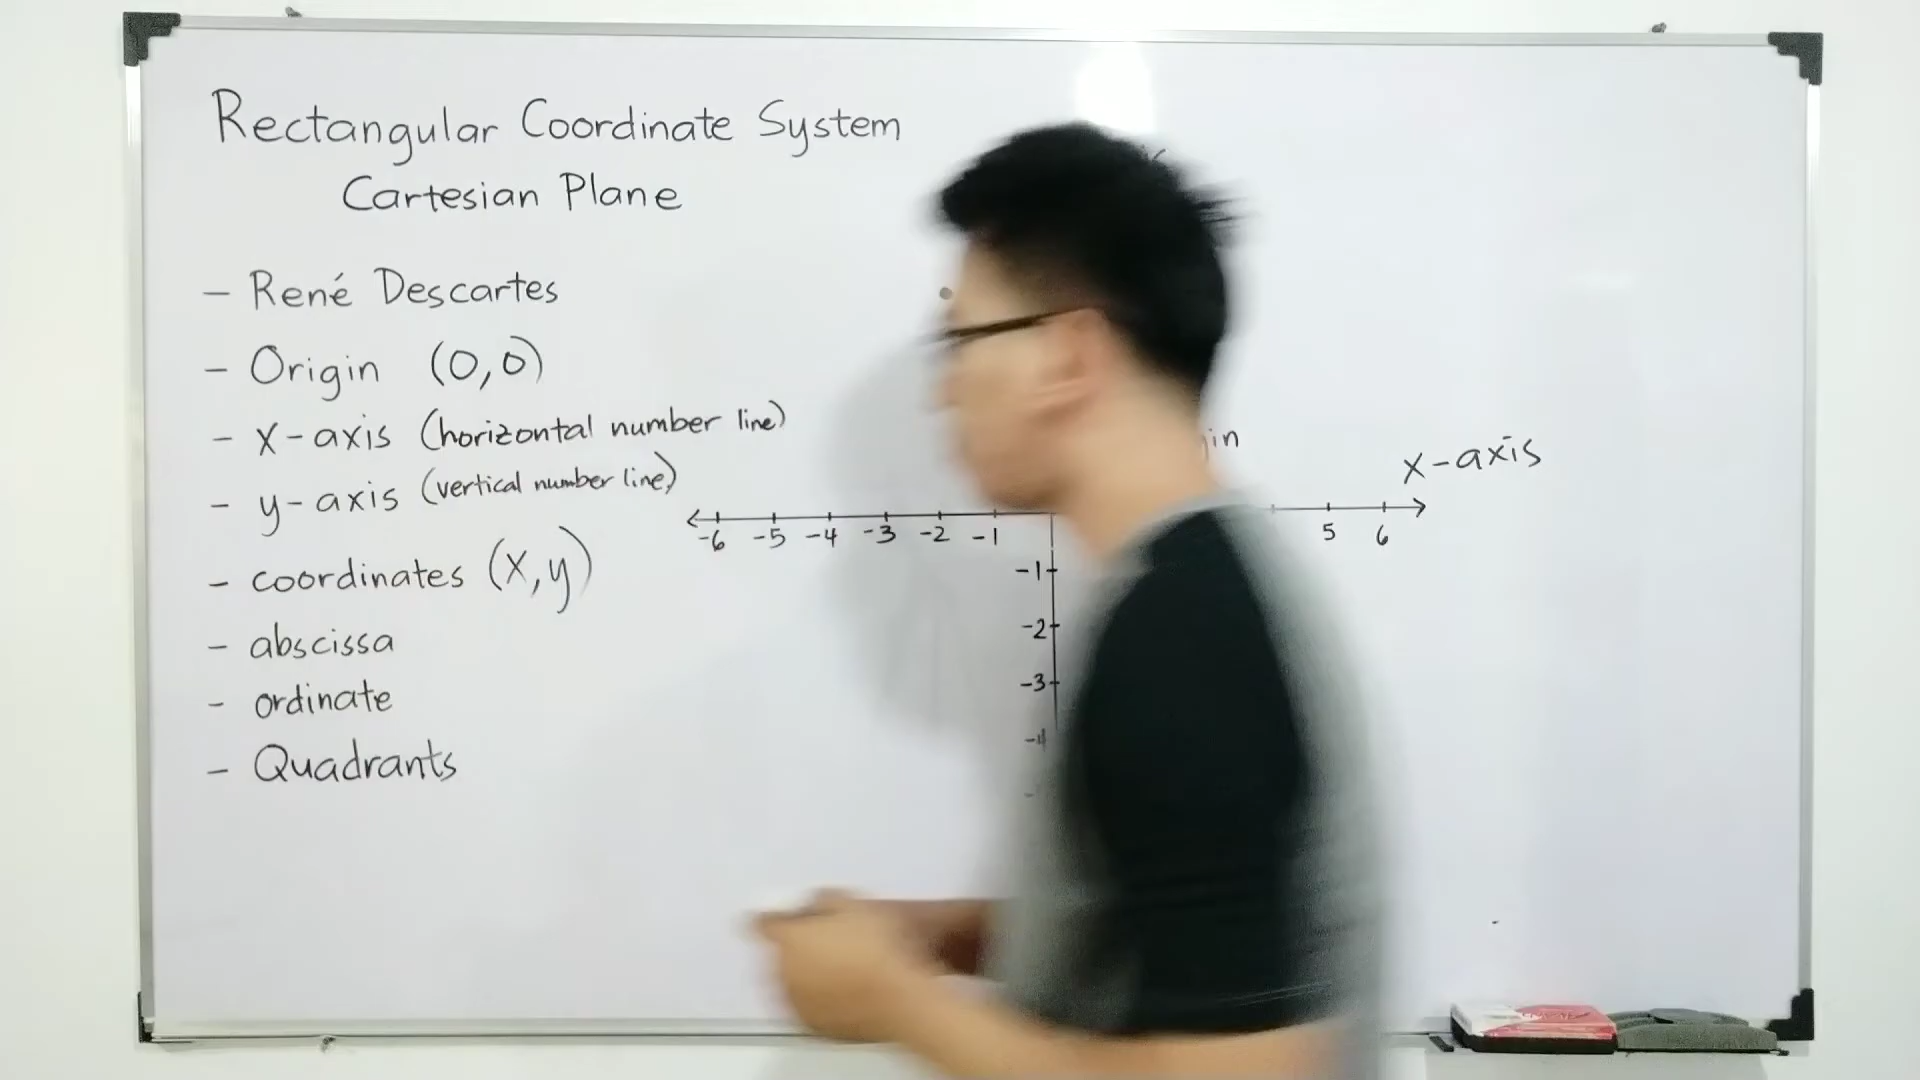 Rectangular Coordinate System
Cartesian Plane
- René Descartes
- Origin (0,0)
- x-axis (horizontal number line)
- y-axis (vertical number line)
- coordinates (x,y)
- abscissa
- ordinate
- Quadrants
x-axis
-6 -5 -4 -3 -2 -1 5 6
-1
-2
-3
-4